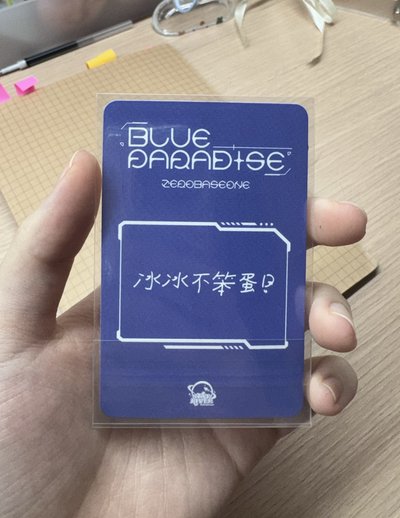 BLUE
PARADISE
ZEROBASEONE
冰冰不笨蛋!